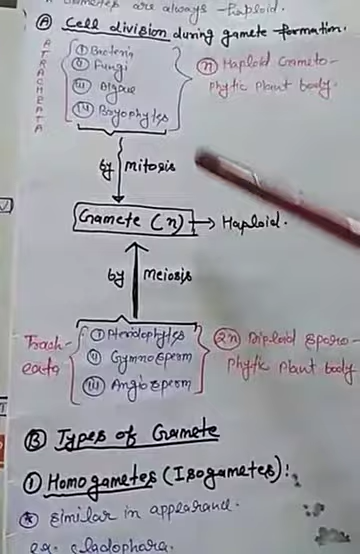 Gametes are always haploid.
Ⓐ Cell division during gamete formation.
ATRACHEATA
ⓘ Bacteria
ⓘⓘ Fungi
ⓘⓘⓘ Algae
ⓘⓥ Bryophytes
ⓝ Haploid Gameto-
phytic plant body.
by mitosis
Gamete (n) → Haploid.
by meiosis
Trach-
eata
ⓘ Pteridophytes
ⓘⓘ Gymnosperm
ⓘⓘⓘ Angiosperm
(2n) Diploid sporo-
phytic plant body
Ⓑ Types of Gamete
① Homogametes (Isogametes):
* similar in appearance.
ex. cladophora.